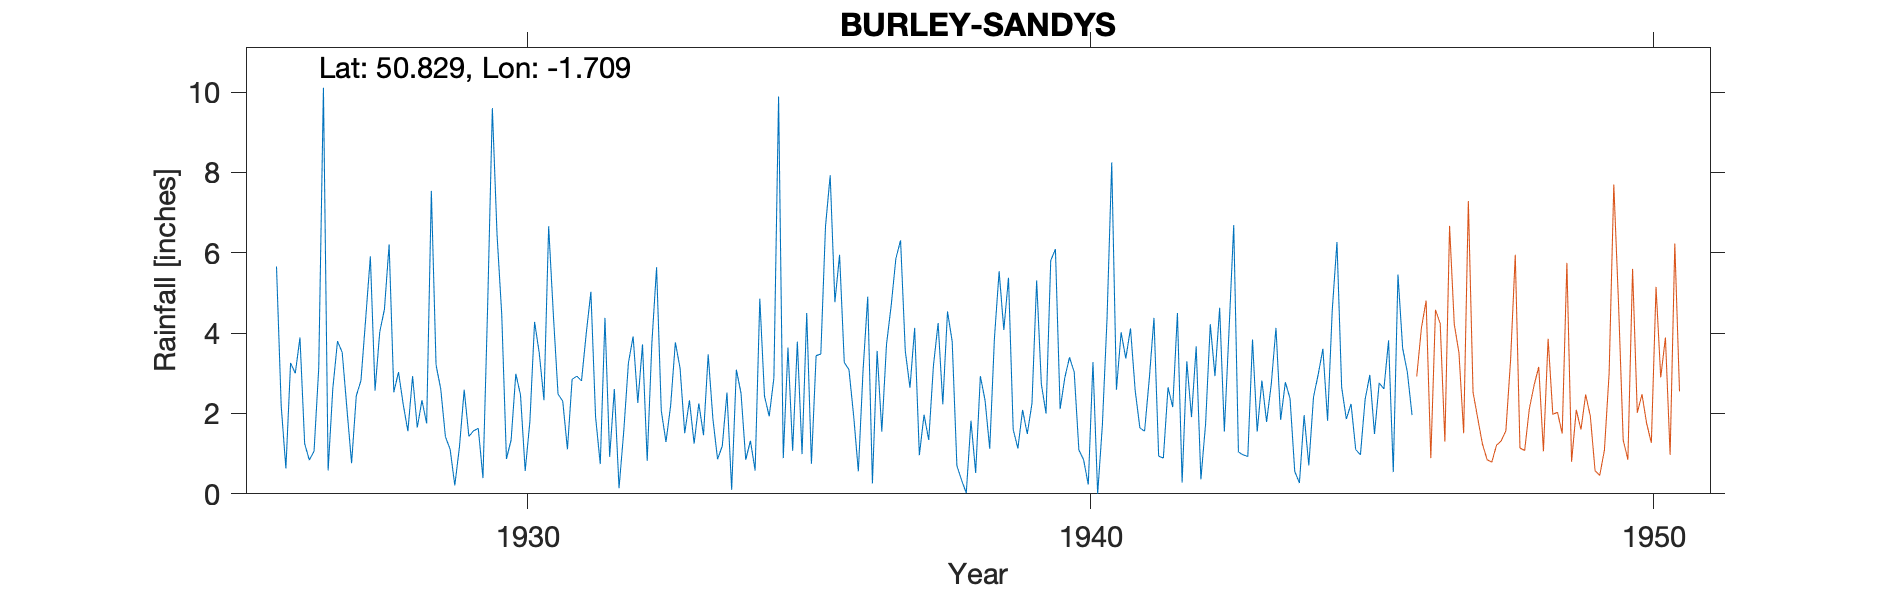 BURLEY-SANDYS
Lat: 50.829, Lon: -1.709
10
8
6
4
2
0
Rainfall [inches]
1930
1940
1950
Year